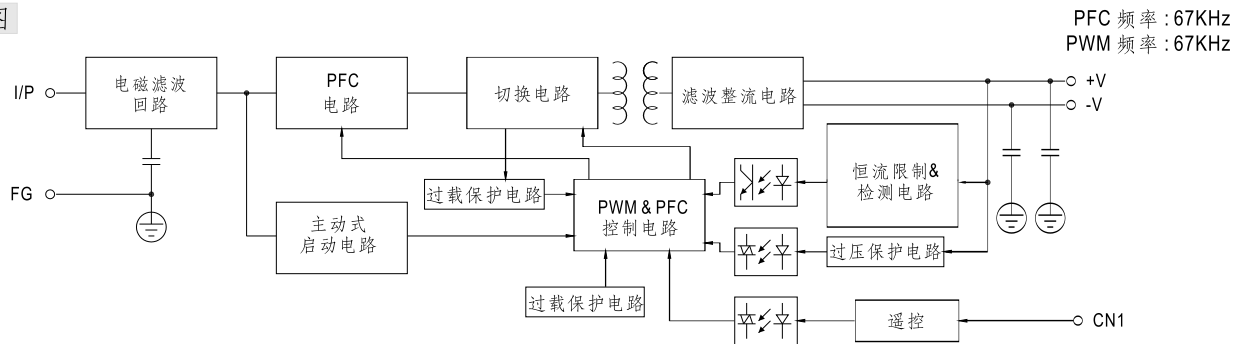 图
PFC 频率 : 67KHz
PWM 频率 : 67KHz
I/P
电磁滤波
回路
PFC
电路
切换电路
滤波整流电路
+V
-V
FG
过载保护电路
PWM & PFC
控制电路
恒流限制&
检测电路
主动式
启动电路
过压保护电路
过载保护电路
遥控
CN1